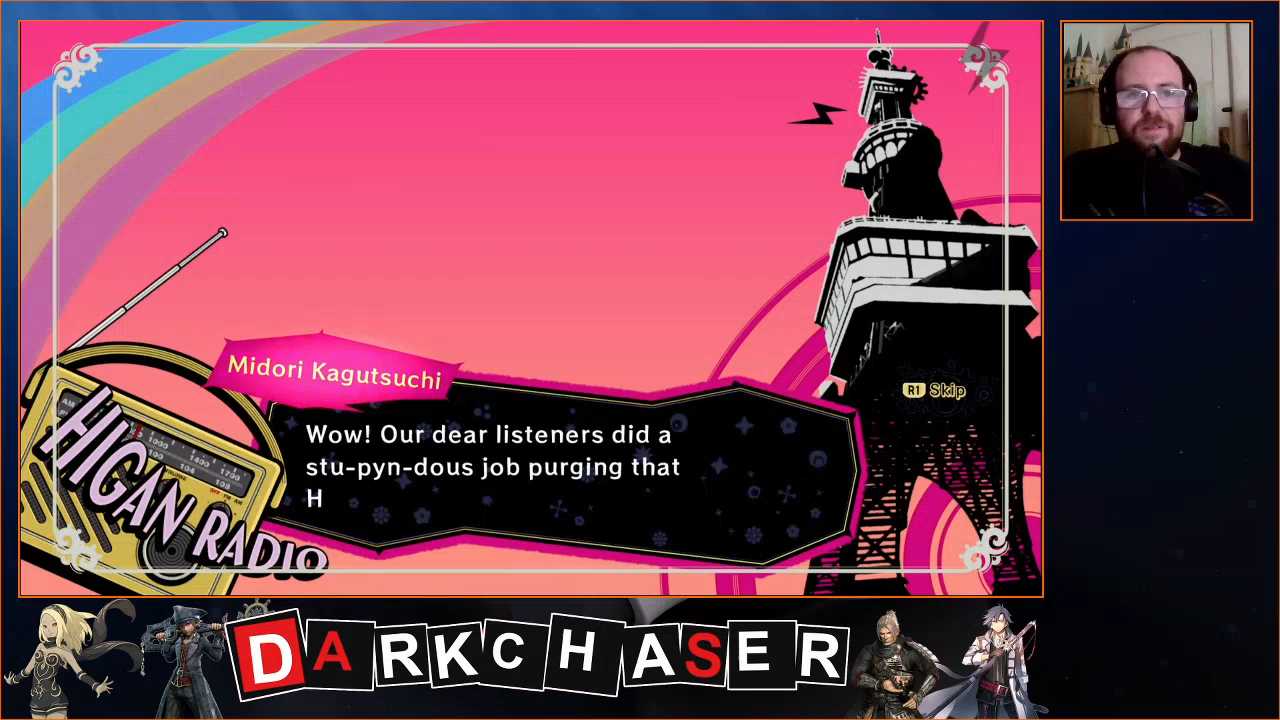 Midori Kagutsuchi
Wow! Our dear listeners did a
stu-pyn-dous job purging that
H
R1 Skip
HIGAN RADIO
DARKCHASER